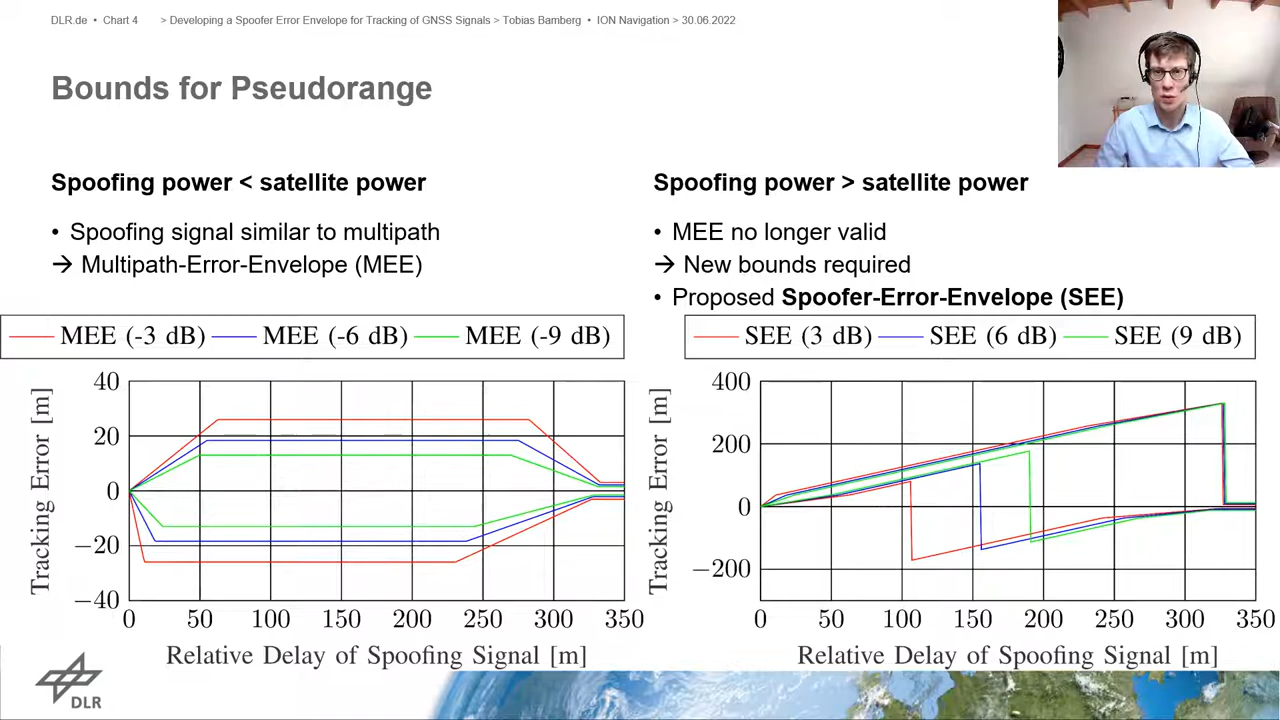 DLR.de • Chart 4 > Developing a Spoofer Error Envelope for Tracking of GNSS Signals > Tobias Bamberg • ION Navigation > 30.06.2022
Bounds for Pseudorange
Spoofing power < satellite power
• Spoofing signal similar to multipath
→ Multipath-Error-Envelope (MEE)
MEE (-3 dB) MEE (-6 dB) MEE (-9 dB)
Tracking Error [m]
40
20
0
−20
−40
0 50 100 150 200 250 300 350
Relative Delay of Spoofing Signal [m]
Spoofing power > satellite power
• MEE no longer valid
→ New bounds required
• Proposed Spoofer-Error-Envelope (SEE)
SEE (3 dB) SEE (6 dB) SEE (9 dB)
Tracking Error [m]
400
200
0
−200
0 50 100 150 200 250 300 350
Relative Delay of Spoofing Signal [m]
DLR